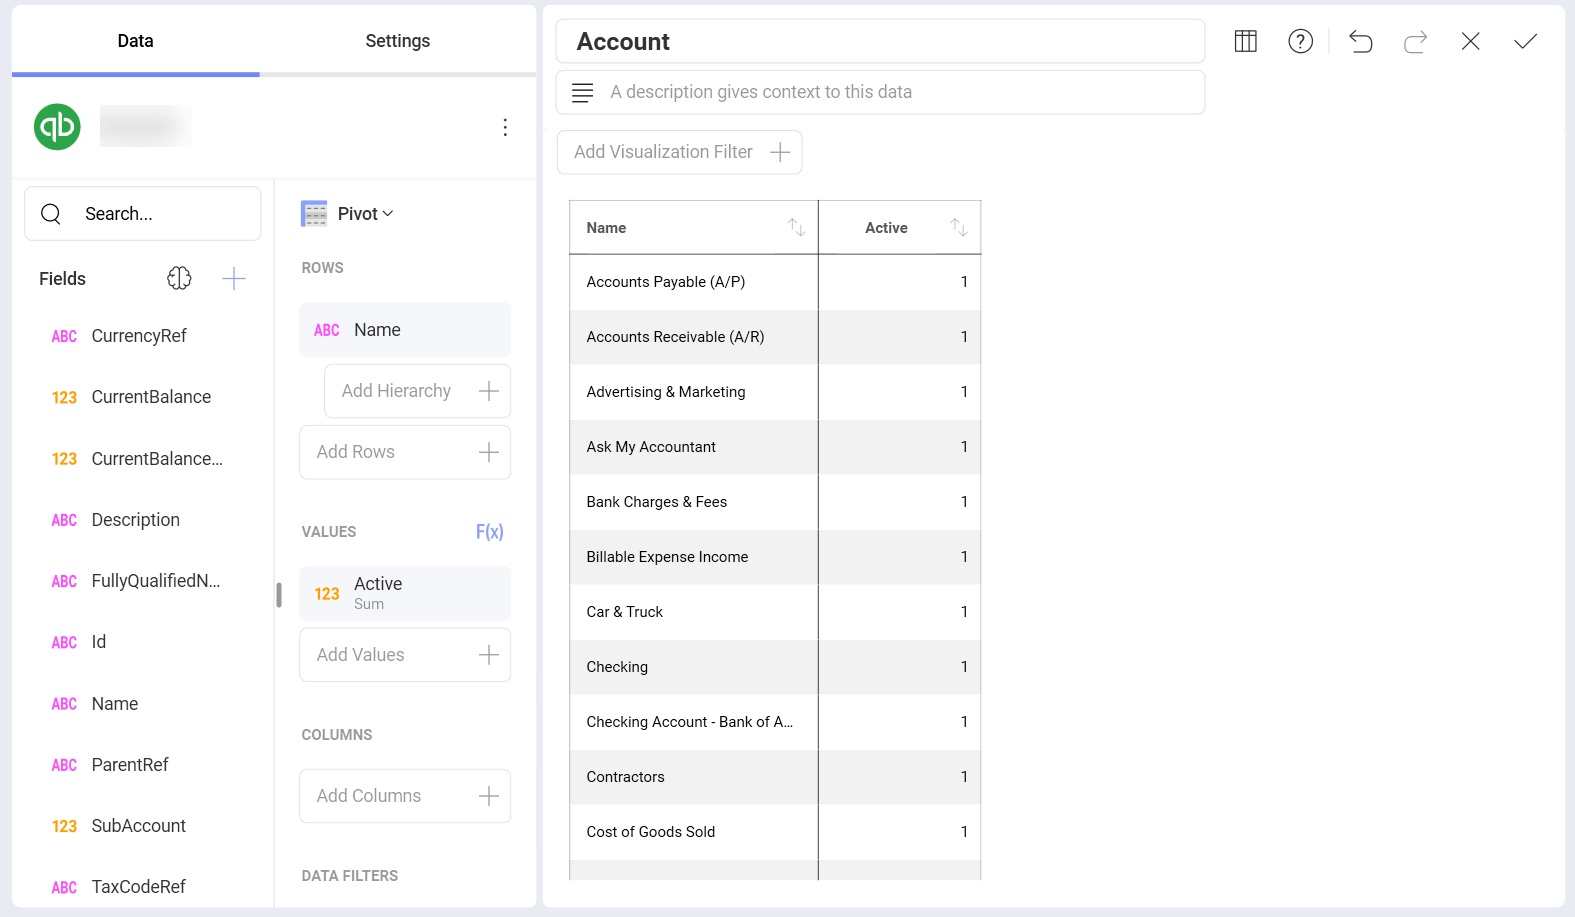 Data
Settings
qb
Search...
Fields
ABC CurrencyRef
123 CurrentBalance
123 CurrentBalance...
ABC Description
ABC FullyQualifiedN...
ABC Id
ABC Name
ABC ParentRef
123 SubAccount
ABC TaxCodeRef
Pivot
ROWS
ABC Name
Add Hierarchy
Add Rows
VALUES F(x)
123 Active
Sum
Add Values
COLUMNS
Add Columns
DATA FILTERS
Account
?
A description gives context to this data
Add Visualization Filter
Name Active
Accounts Payable (A/P) 1
Accounts Receivable (A/R) 1
Advertising & Marketing 1
Ask My Accountant 1
Bank Charges & Fees 1
Billable Expense Income 1
Car & Truck 1
Checking 1
Checking Account - Bank of A... 1
Contractors 1
Cost of Goods Sold 1